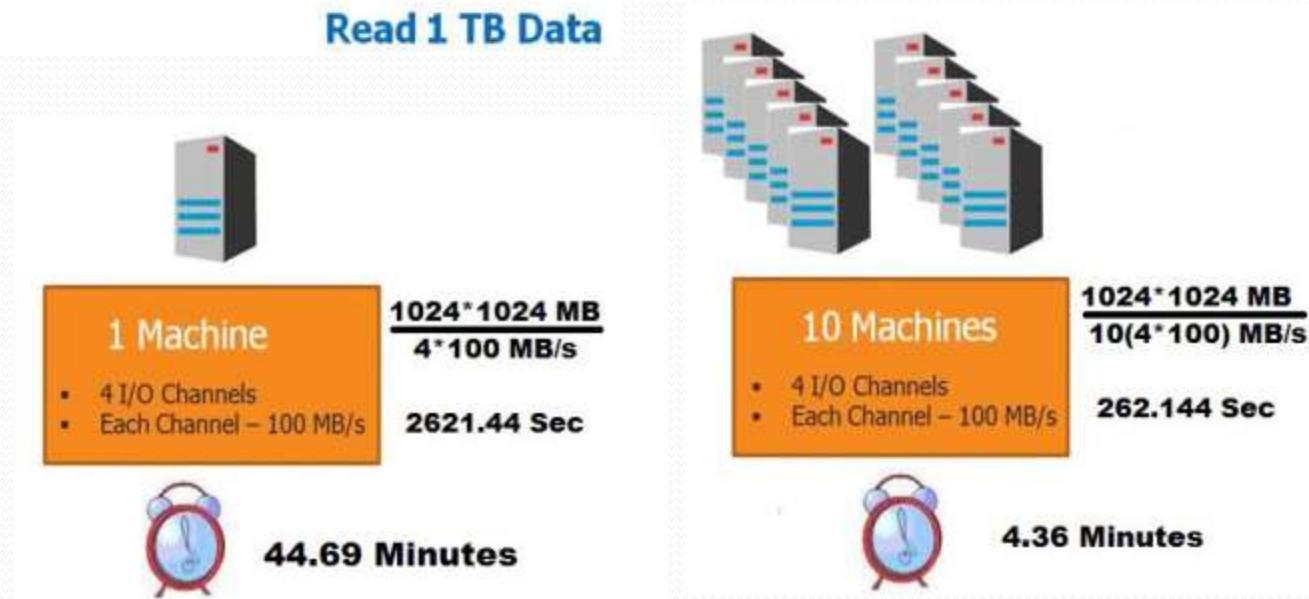 Read 1 TB Data
1 Machine
▪ 4 I/O Channels
▪ Each Channel – 100 MB/s
1024*1024 MB
4*100 MB/s
2621.44 Sec
44.69 Minutes
10 Machines
▪ 4 I/O Channels
▪ Each Channel – 100 MB/s
1024*1024 MB
10(4*100) MB/s
262.144 Sec
4.36 Minutes